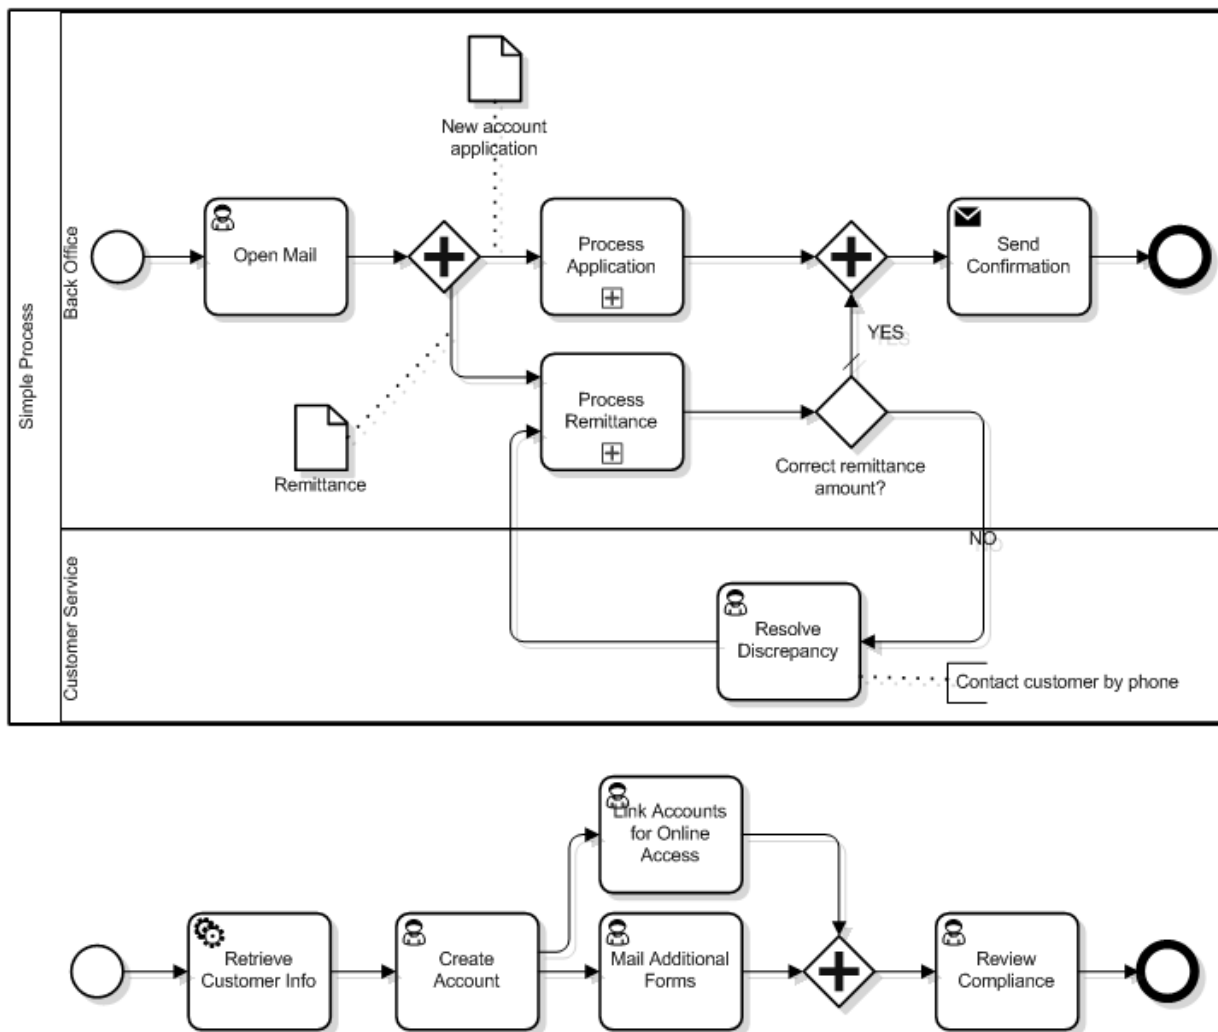 Simple Process
Back Office
New account
application
Open Mail
Process
Application
Send
Confirmation
YES
Process
Remittance
Correct remittance
amount?
Remittance
NO
Customer Service
Resolve
Discrepancy
Contact customer by phone
Link Accounts
for Online
Access
Retrieve
Customer Info
Create
Account
Mail Additional
Forms
Review
Compliance